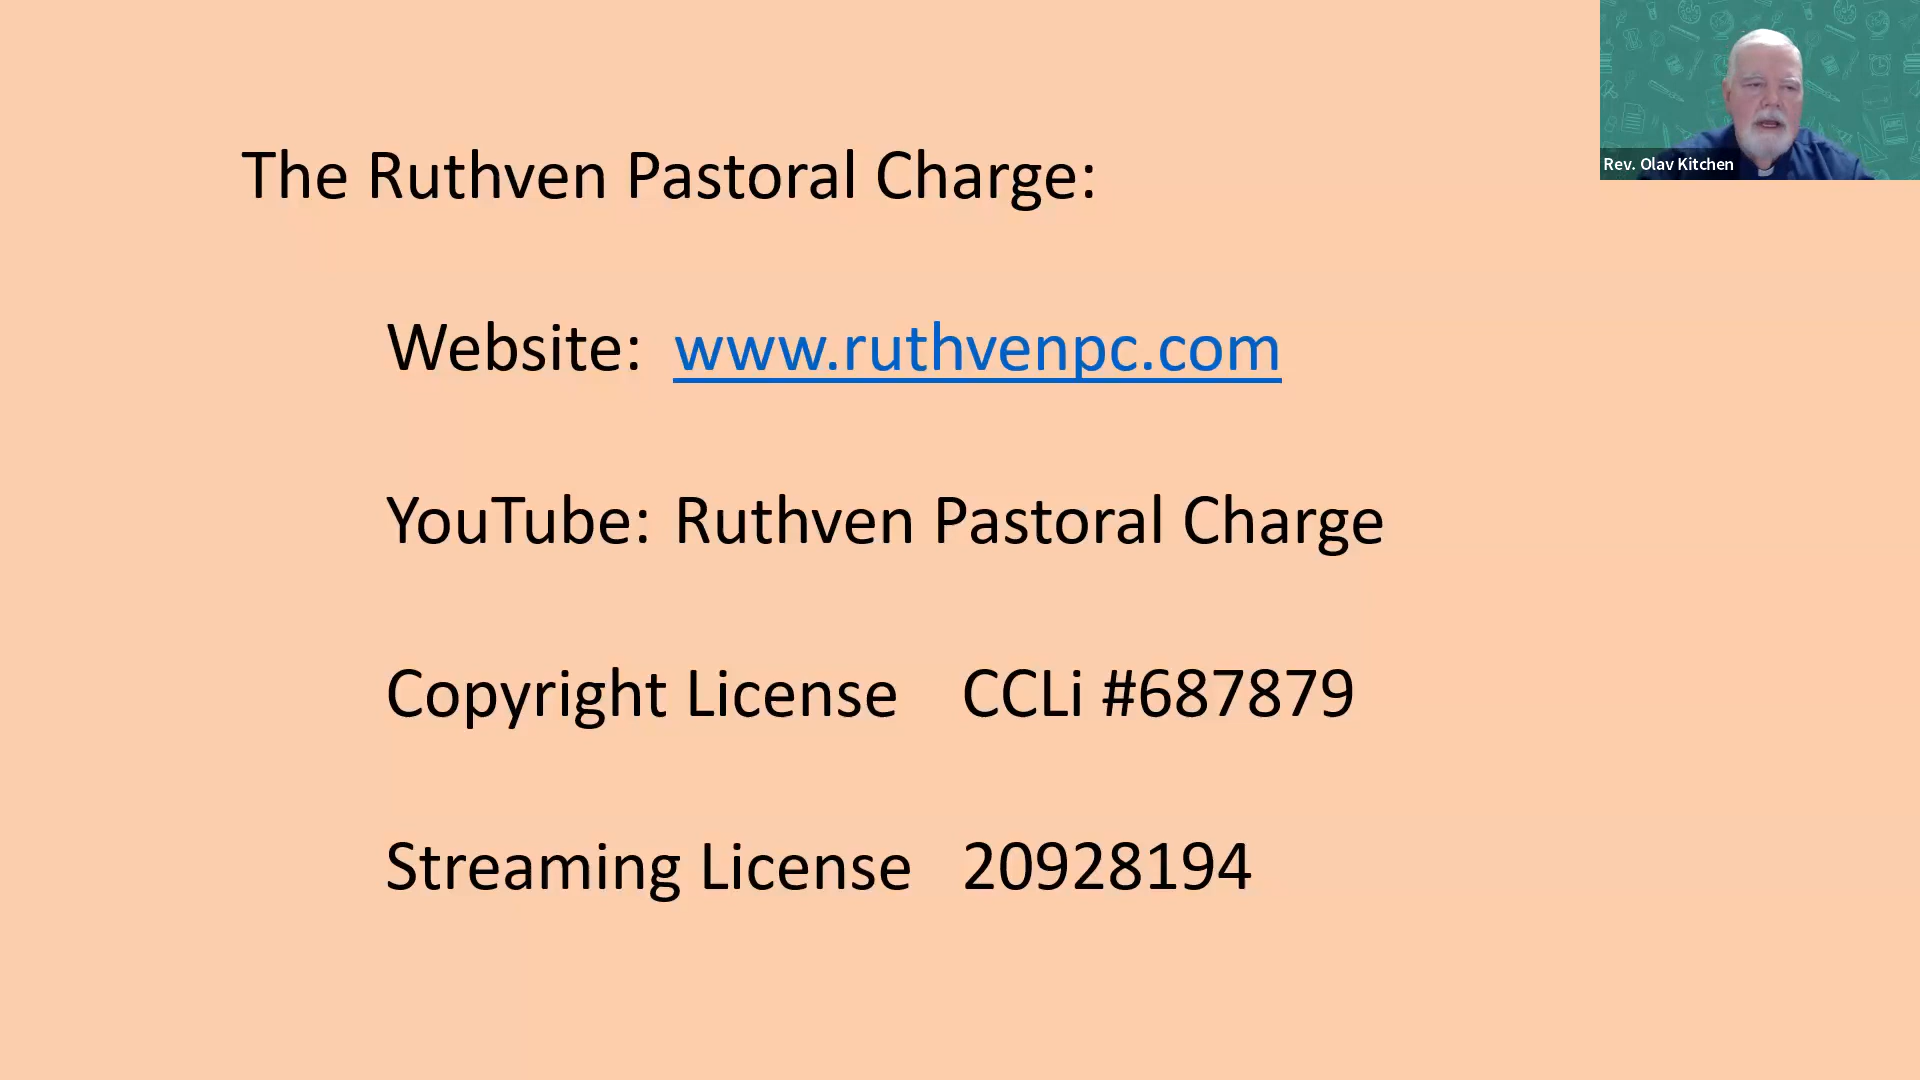 The Ruthven Pastoral Charge:
Rev. Olav Kitchen
Website: www.ruthvenpc.com
YouTube: Ruthven Pastoral Charge
Copyright License CCLi #687879
Streaming License 20928194